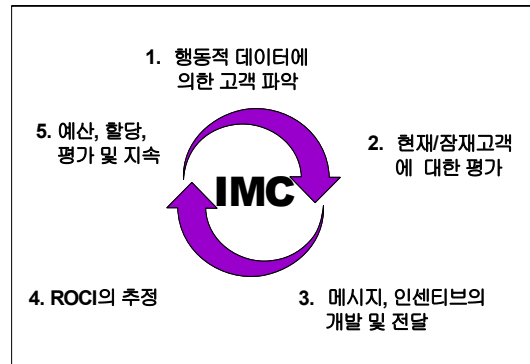 1. 행동적 데이터에
의한 고객 파악
5. 예산, 할당,
평가 및 지속
2. 현재/잠재고객
에 대한 평가
IMC
4. ROCI의 추정
3. 메시지, 인센티브의
개발 및 전달